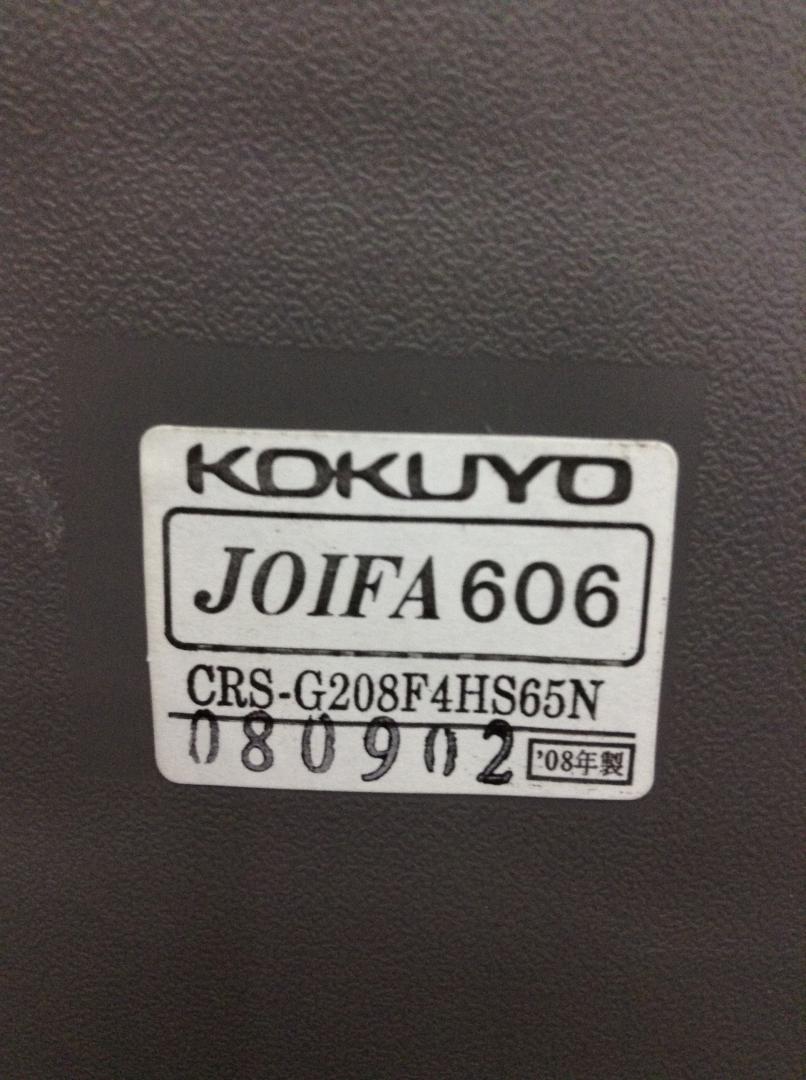 KOKUYO
JOIFA 606
CRS-G208F4HS65N
080902 '08年製